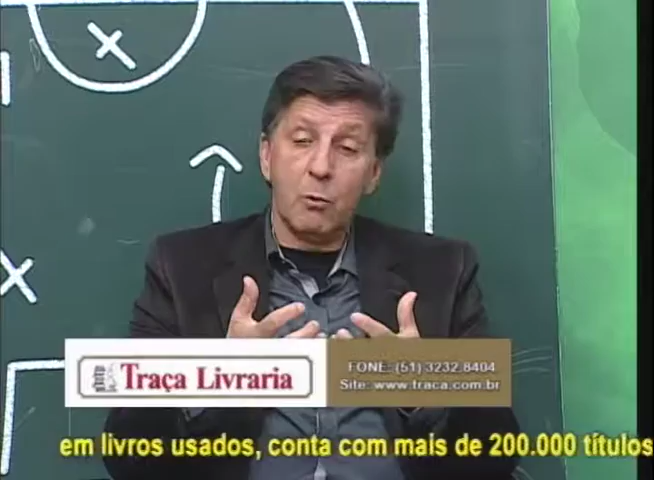 Traça Livraria
FONE: (51) 3232.8404
Site: www.traca.com.br
em livros usados, conta com mais de 200.000 títulos